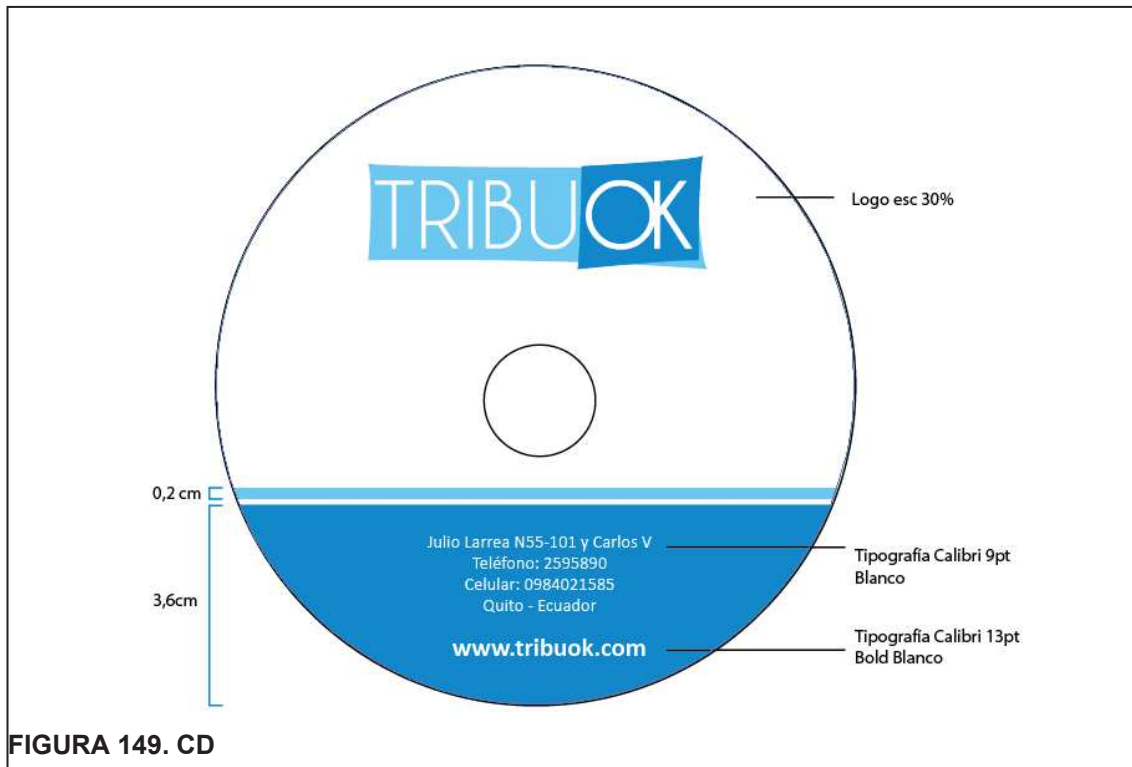 TRIBUOK
Logo esc 30%
0,2 cm
3,6cm
Julio Larrea N55-101 y Carlos V
Teléfono: 2595890
Celular: 0984021585
Quito - Ecuador
www.tribuok.com
Tipografía Calibri 9pt
Blanco
Tipografía Calibri 13pt
Bold Blanco
FIGURA 149. CD